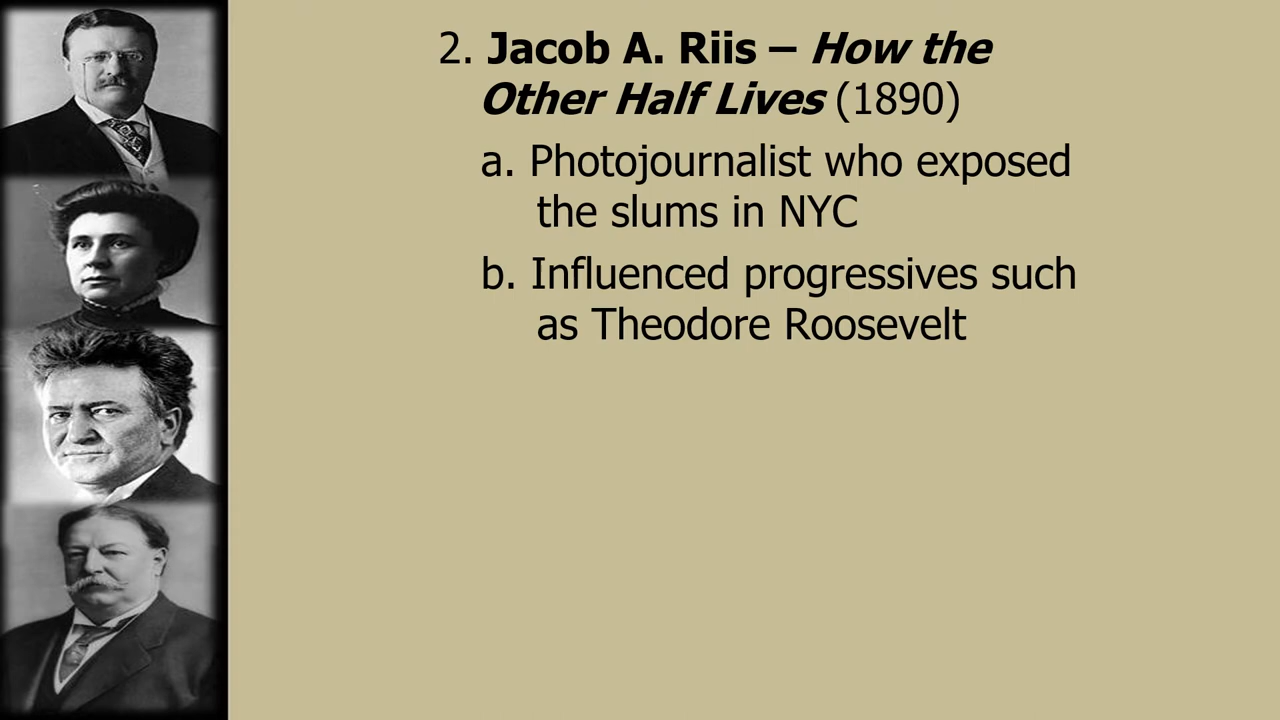 2. Jacob A. Riis – How the
Other Half Lives (1890)
a. Photojournalist who exposed
the slums in NYC
b. Influenced progressives such
as Theodore Roosevelt